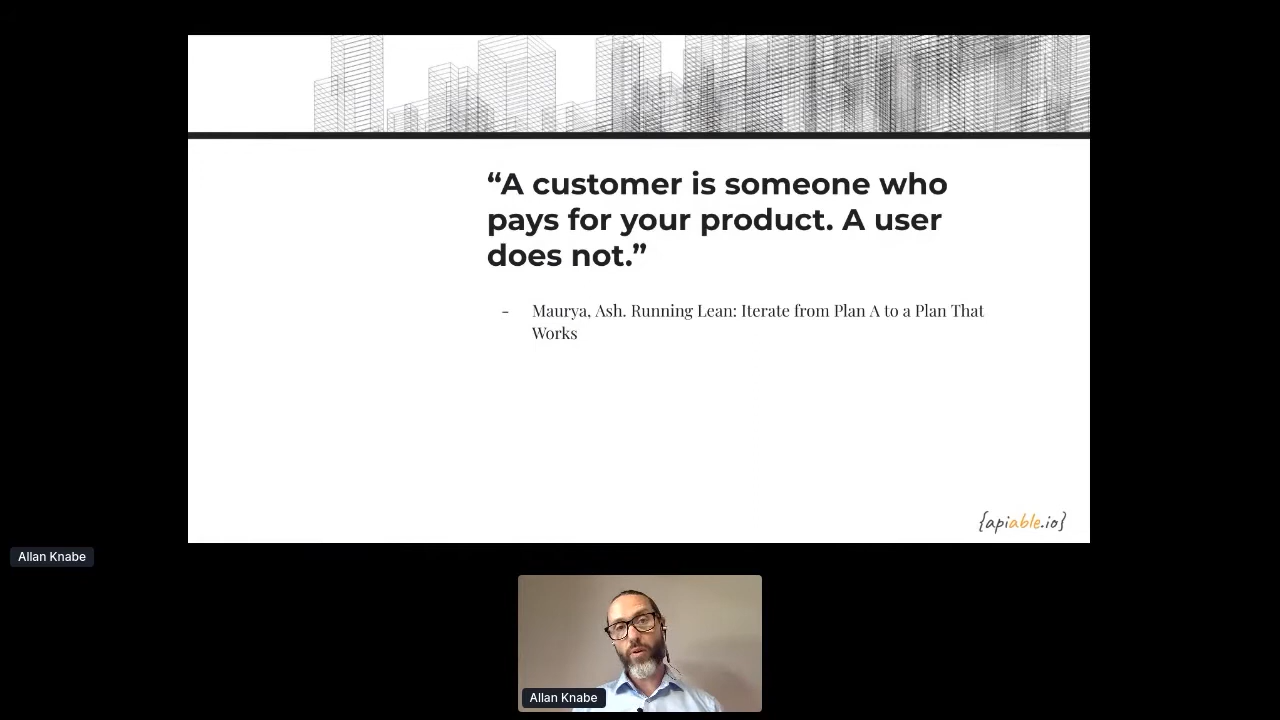 “A customer is someone who
pays for your product. A user
does not.”
- Maurya, Ash. Running Lean: Iterate from Plan A to a Plan That
Works
{apiable.io}
Allan Knabe
Allan Knabe